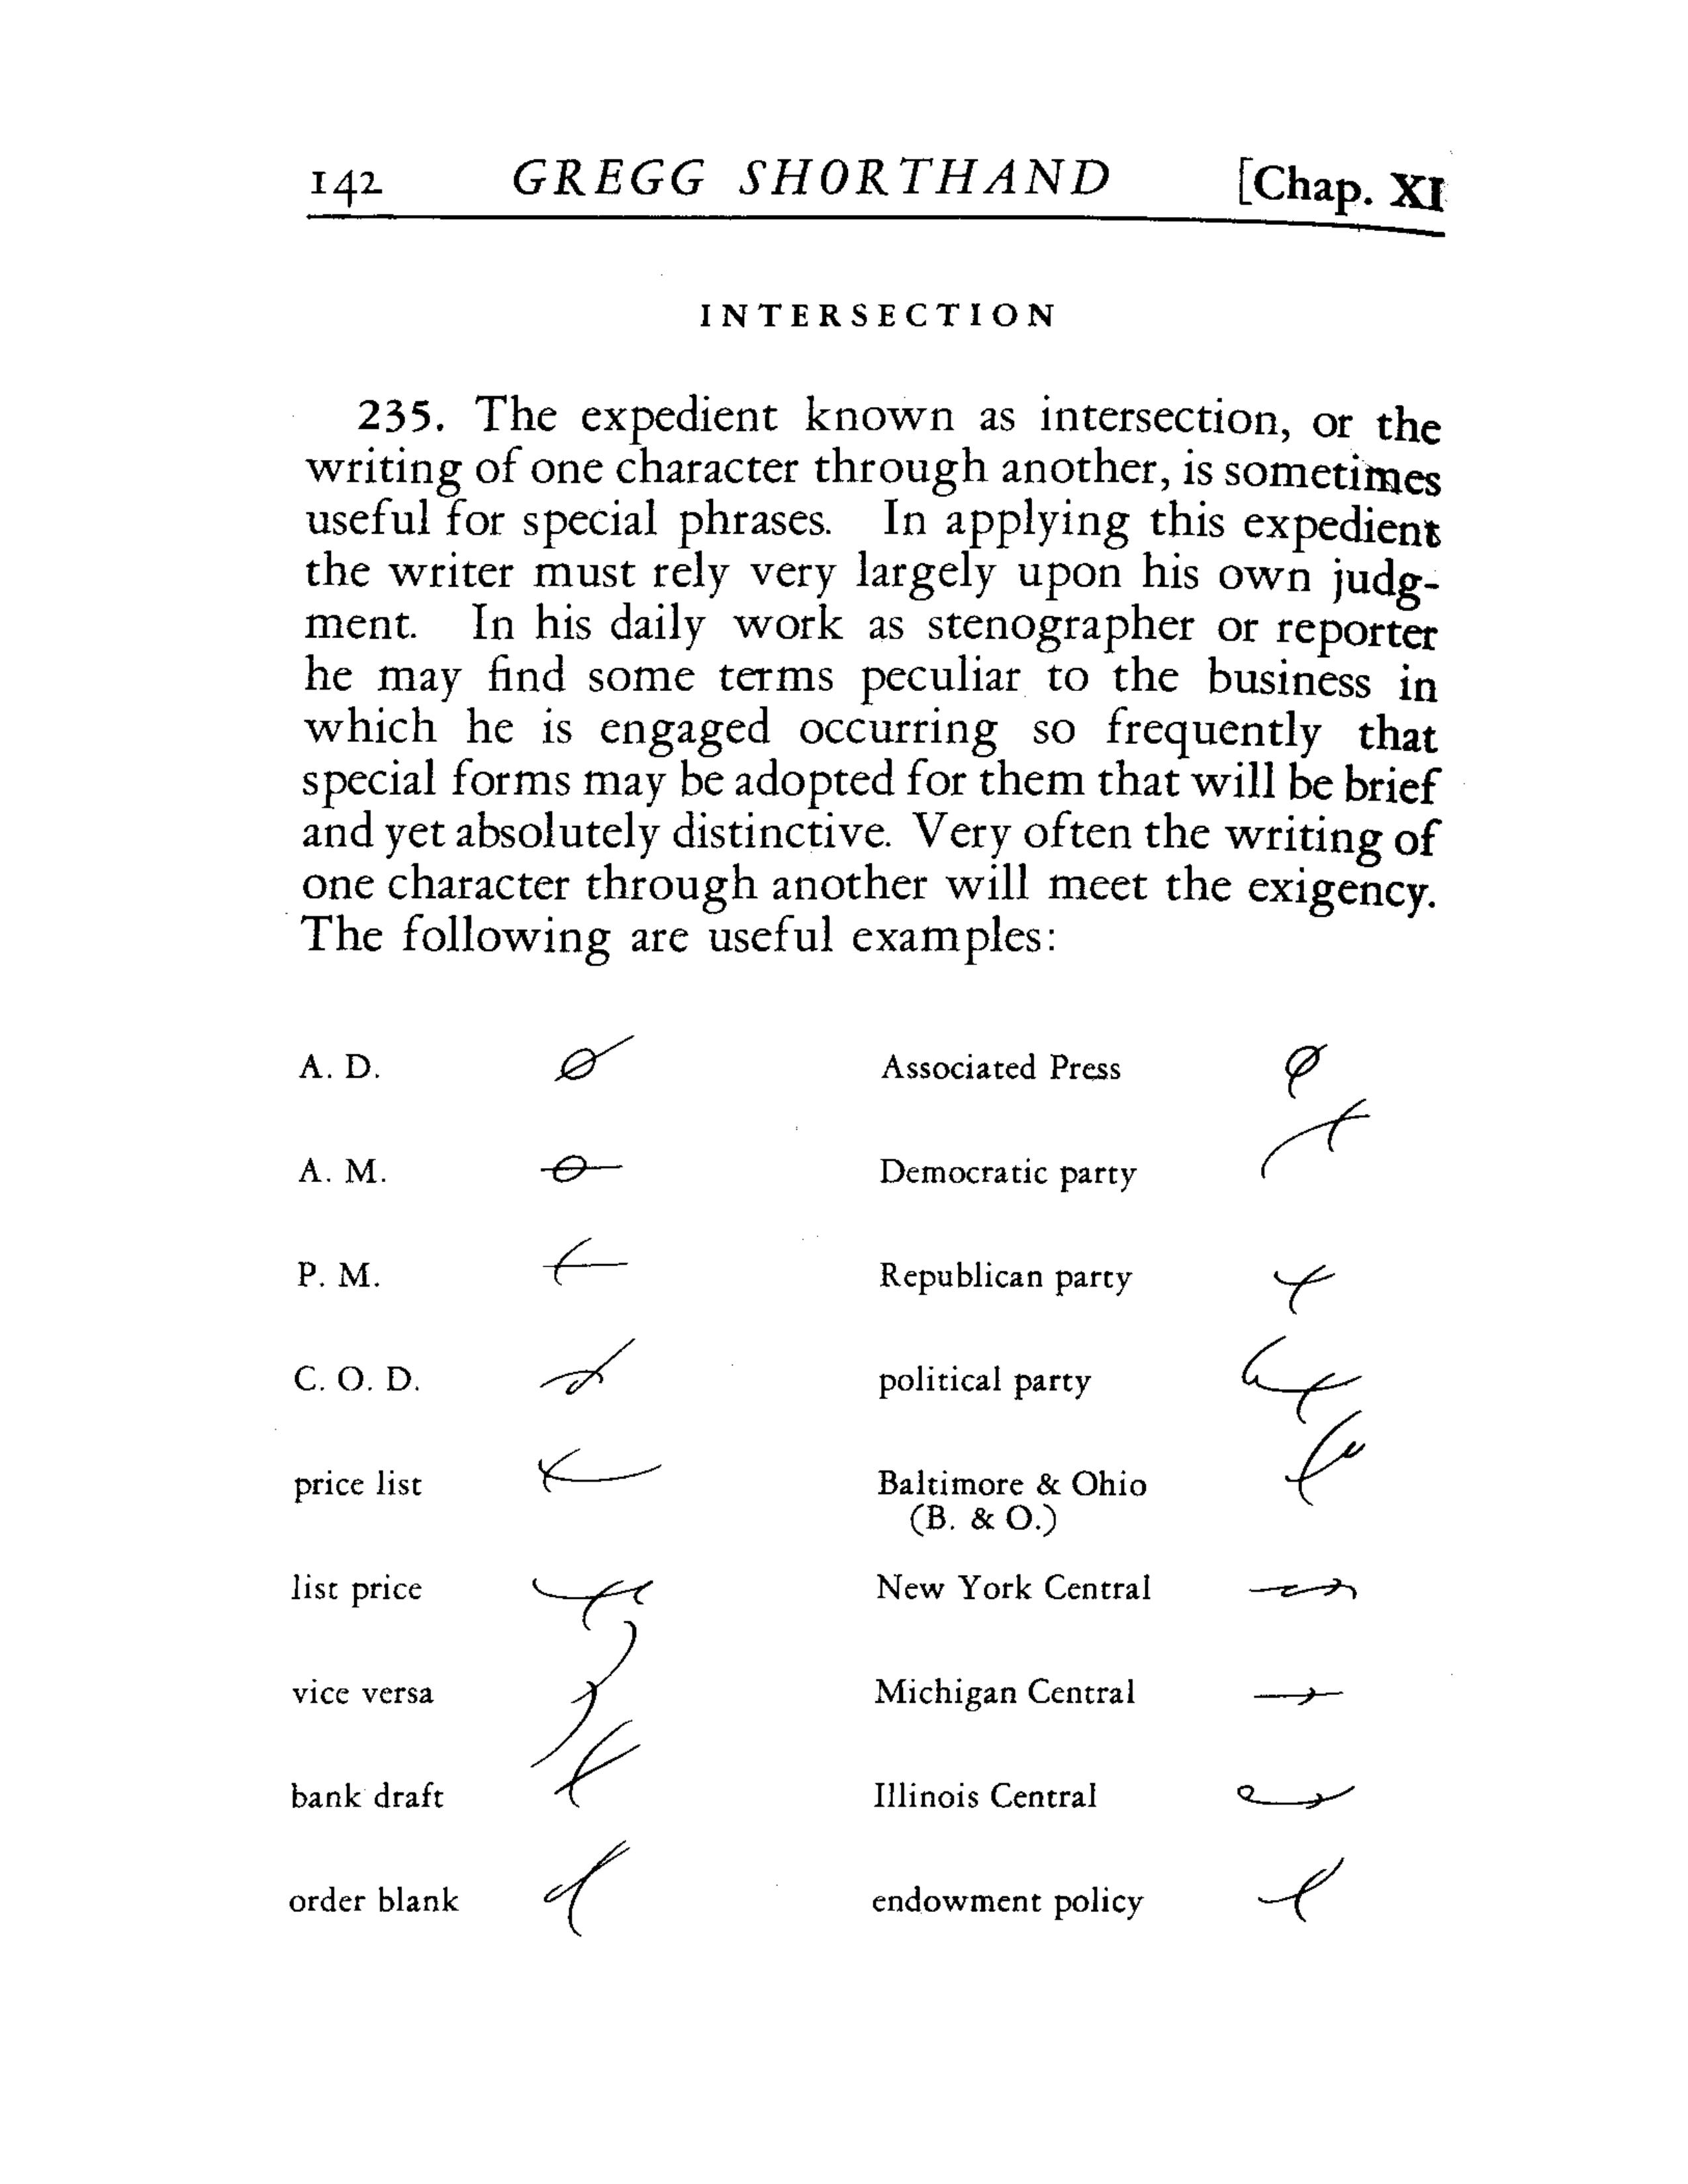 142 GREGG SHORTHAND [Chap. XI
INTERSECTION
235. The expedient known as intersection, or the
writing of one character through another, is sometimes
useful for special phrases. In applying this expedient
the writer must rely very largely upon his own judg-
ment. In his daily work as stenographer or reporter
he may find some terms peculiar to the business in
which he is engaged occurring so frequently that
special forms may be adopted for them that will be brief
and yet absolutely distinctive. Very often the writing of
one character through another will meet the exigency.
The following are useful examples:
A. D.
A. M.
P. M.
C. O. D.
price list
list price
vice versa
bank draft
order blank
Associated Press
Democratic party
Republican party
political party
Baltimore & Ohio
(B. & O.)
New York Central
Michigan Central
Illinois Central
endowment policy